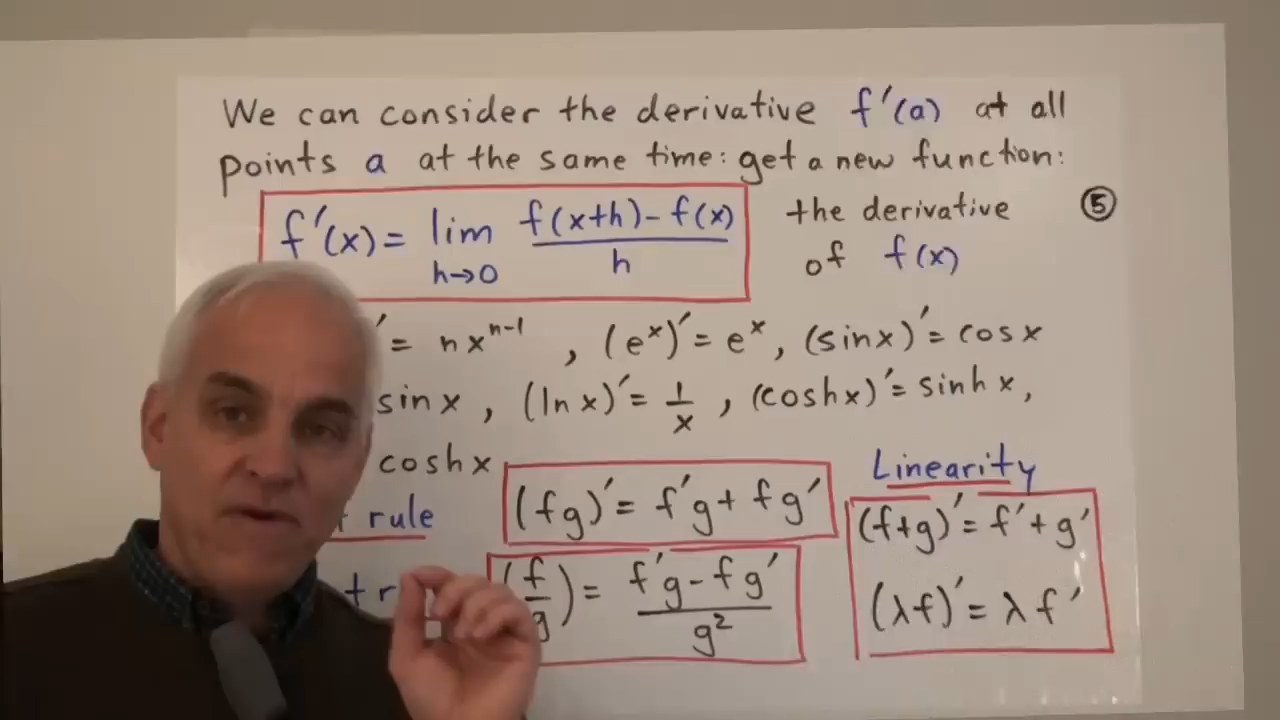 We can consider the derivative f'(a) at all
points a at the same time: get a new function:
f'(x) = lim h→0 f(x+h) - f(x) / h the derivative of f(x) ⑤
' = nx^{n-1} , (e^x)' = e^x, (sin x)' = cos x
sin x , (ln x)' = 1/x , (cosh x)' = sinh x,
cosh x
Linearity
rule (fg)' = f'g + fg' (f+g)' = f' + g'
(f/g) = f'g - fg' / g² (λf)' = λf'